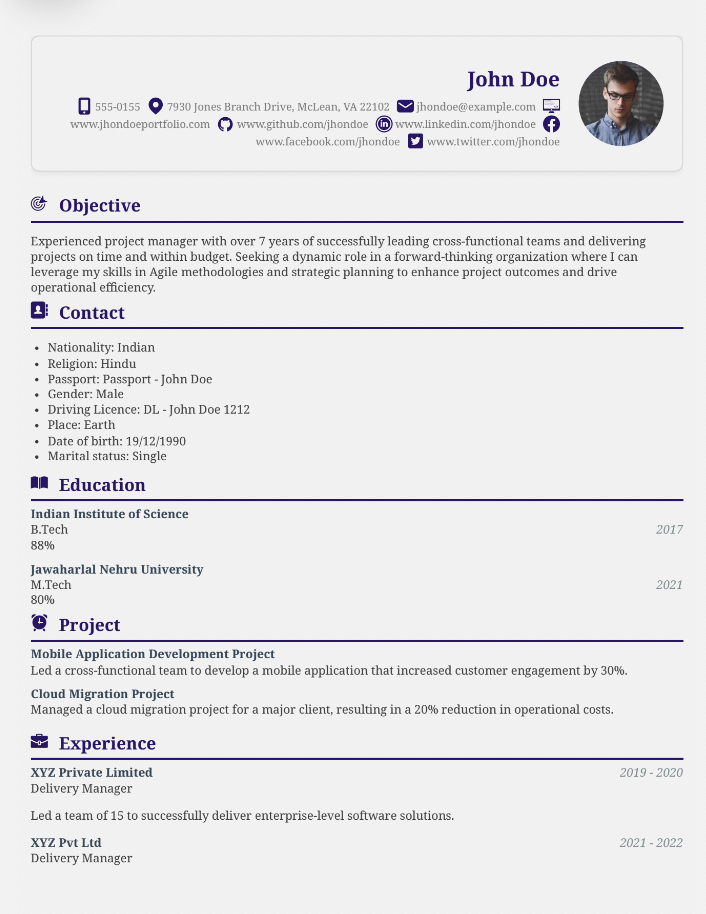 John Doe
555-0155 7930 Jones Branch Drive, McLean, VA 22102 jhondoe@example.com
www.jhondoeportfolio.com www.github.com/jhondoe www.linkedin.com/jhondoe
www.facebook.com/jhondoe www.twitter.com/jhondoe
Objective
Experienced project manager with over 7 years of successfully leading cross-functional teams and delivering
projects on time and within budget. Seeking a dynamic role in a forward-thinking organization where I can
leverage my skills in Agile methodologies and strategic planning to enhance project outcomes and drive
operational efficiency.
Contact
• Nationality: Indian
• Religion: Hindu
• Passport: Passport - John Doe
• Gender: Male
• Driving Licence: DL - John Doe 1212
• Place: Earth
• Date of birth: 19/12/1990
• Marital status: Single
Education
Indian Institute of Science
B.Tech 2017
88%
Jawaharlal Nehru University
M.Tech 2021
80%
Project
Mobile Application Development Project
Led a cross-functional team to develop a mobile application that increased customer engagement by 30%.
Cloud Migration Project
Managed a cloud migration project for a major client, resulting in a 20% reduction in operational costs.
Experience
XYZ Private Limited 2019 - 2020
Delivery Manager
Led a team of 15 to successfully deliver enterprise-level software solutions.
XYZ Pvt Ltd 2021 - 2022
Delivery Manager